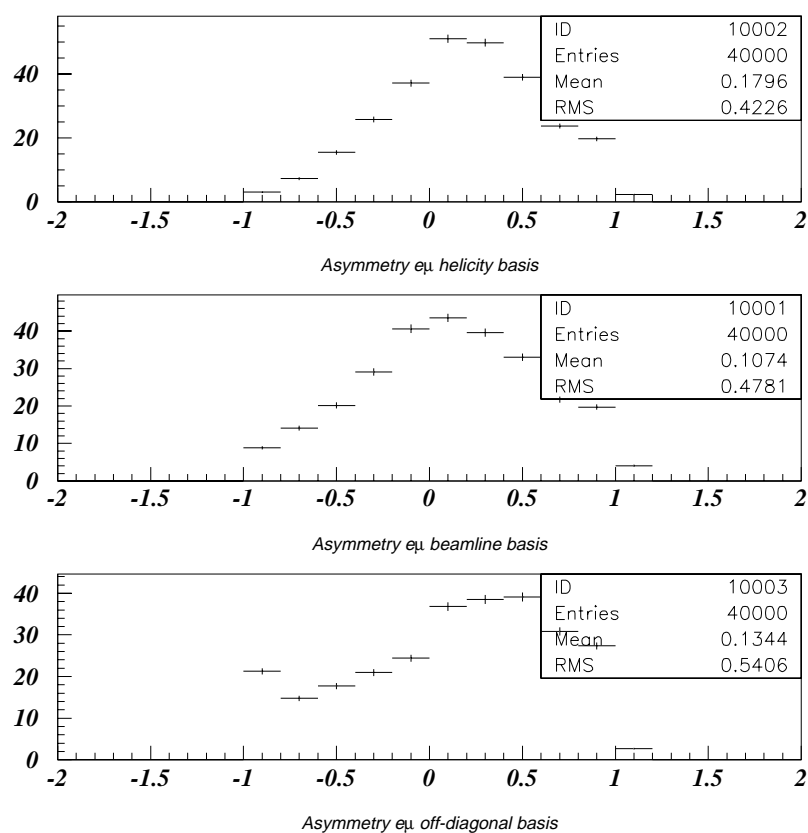 ID 10002
Entries 40000
Mean 0.1796
RMS 0.4226
40
20
0
-2 -1.5 -1 -0.5 0 0.5 1 1.5 2
Asymmetry eμ helicity basis
ID 10001
Entries 40000
Mean 0.1074
RMS 0.4781
40
30
20
10
0
-2 -1.5 -1 -0.5 0 0.5 1 1.5 2
Asymmetry eμ beamline basis
ID 10003
Entries 40000
Mean 0.1344
RMS 0.5406
40
30
20
10
0
-2 -1.5 -1 -0.5 0 0.5 1 1.5 2
Asymmetry eμ off-diagonal basis